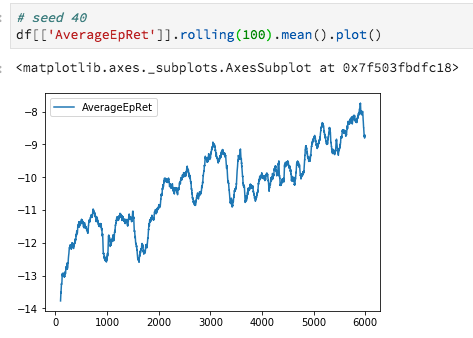 # seed 40
df[['AverageEpRet']].rolling(100).mean().plot()
<matplotlib.axes._subplots.AxesSubplot at 0x7f503fbdfc18>
AverageEpRet
−8
−9
−10
−11
−12
−13
−14
0 1000 2000 3000 4000 5000 6000